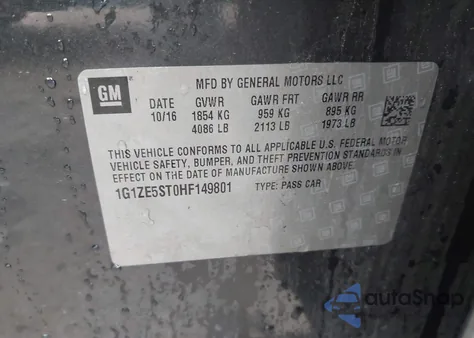 GM
MFD BY GENERAL MOTORS LLC
DATE GVWR GAWR FRT GAWR RR
10/16 1854 KG 959 KG 895 KG
4086 LB 2113 LB 1973 LB
THIS VEHICLE CONFORMS TO ALL APPLICABLE U.S. FEDERAL MOTOR
VEHICLE SAFETY, BUMPER, AND THEFT PREVENTION STANDARDS IN
EFFECT ON THE DATE OF MANUFACTURE SHOWN ABOVE.
1G1ZE5ST0HF149801 TYPE: PASS CAR
autoSnap